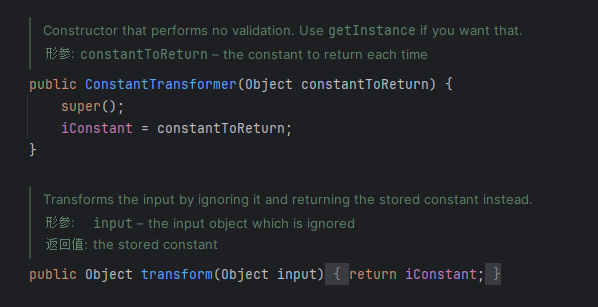 Constructor that performs no validation. Use getInstance if you want that.
形参: constantToReturn – the constant to return each time
public ConstantTransformer(Object constantToReturn) {
    super();
    iConstant = constantToReturn;
}
Transforms the input by ignoring it and returning the stored constant instead.
形参: input – the input object which is ignored
返回值: the stored constant
public Object transform(Object input) { return iConstant; }